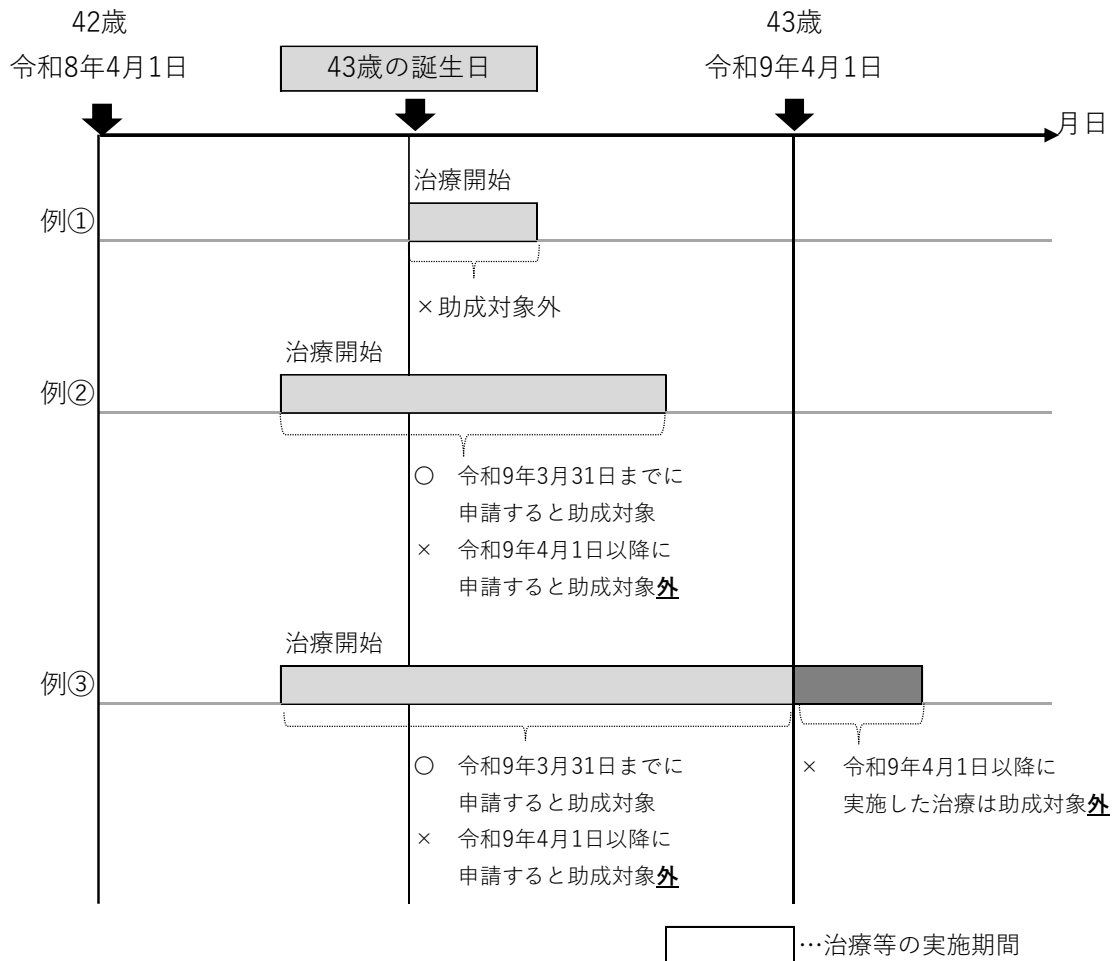 42歳
令和8年4月1日
43歳の誕生日
43歳
令和9年4月1日
月日
治療開始
例①
×助成対象外
治療開始
例②
○ 令和9年3月31日までに
申請すると助成対象
× 令和9年4月1日以降に
申請すると助成対象外
治療開始
例③
○ 令和9年3月31日までに
申請すると助成対象
× 令和9年4月1日以降に
申請すると助成対象外
× 令和9年4月1日以降に
実施した治療は助成対象外
…治療等の実施期間